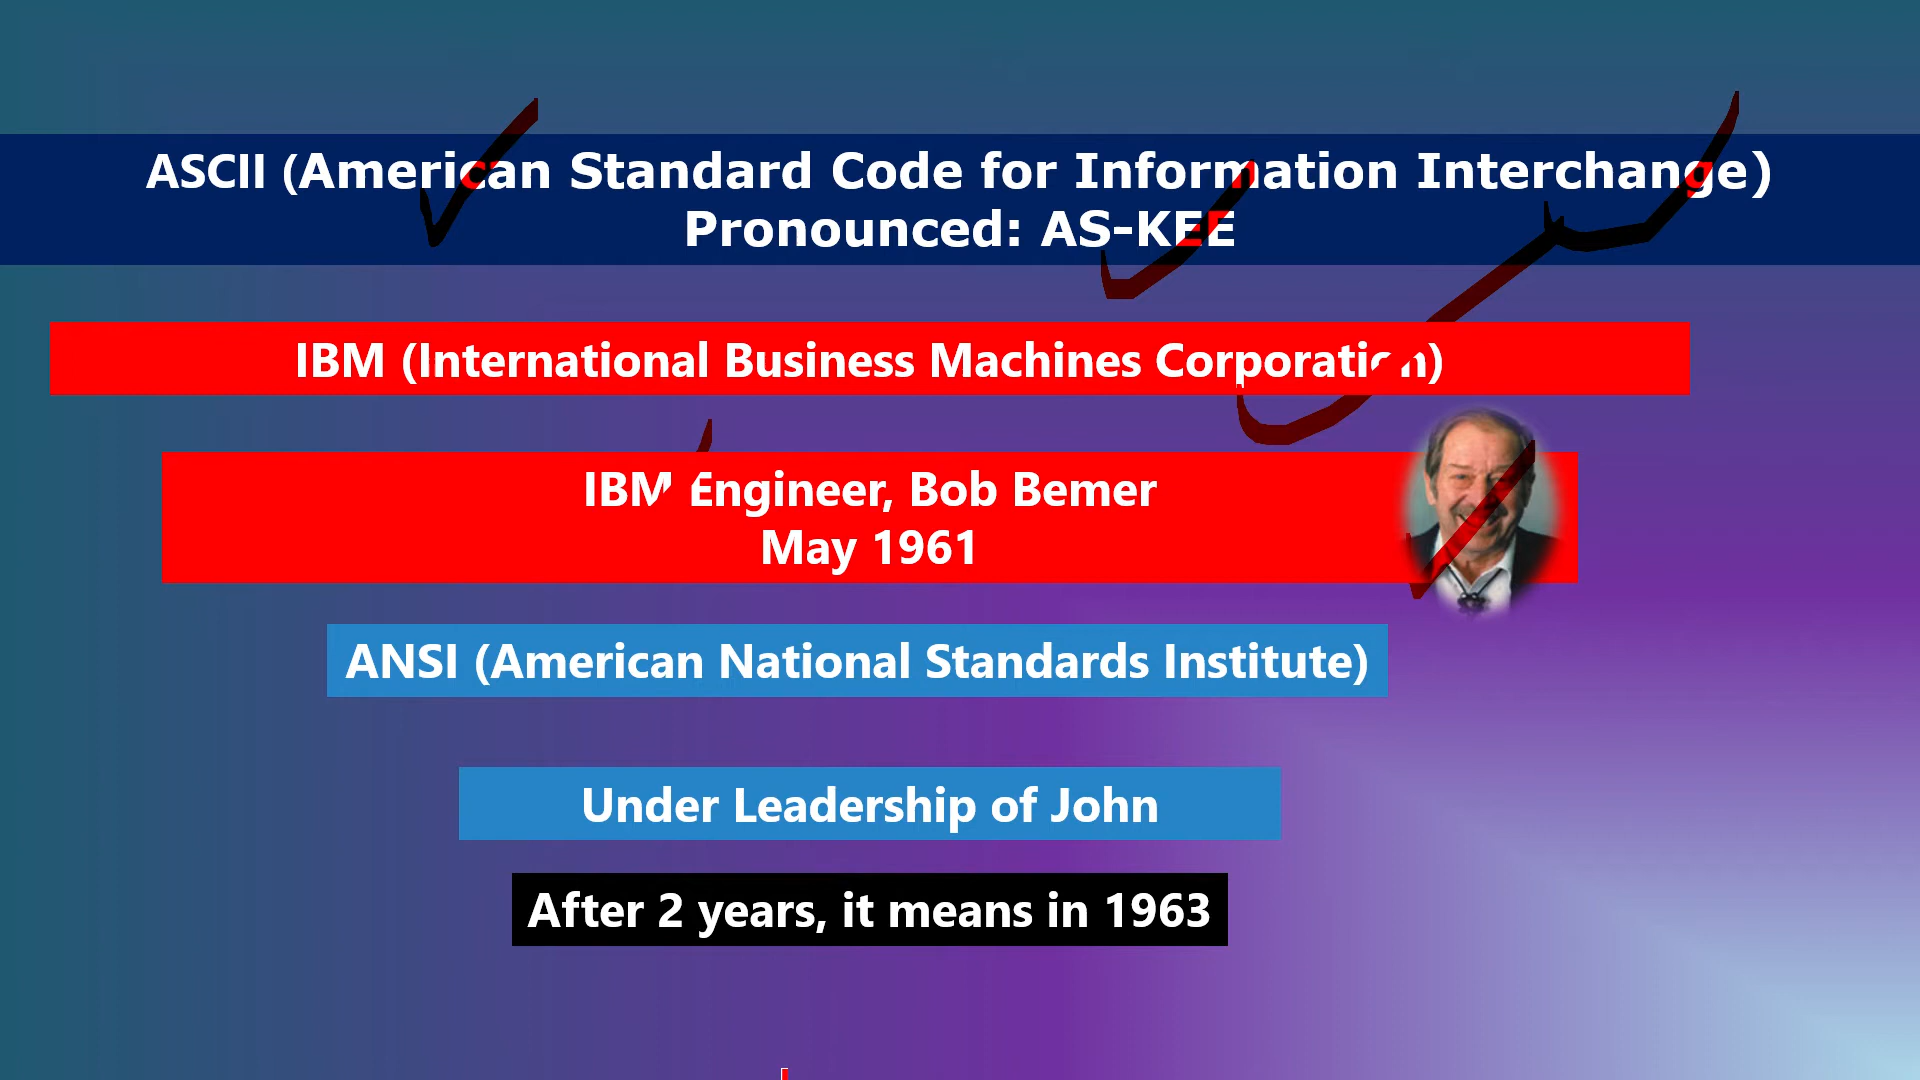 ASCII (American Standard Code for Information Interchange)
Pronounced: AS-KEE
IBM (International Business Machines Corporation)
IBM Engineer, Bob Bemer
May 1961
ANSI (American National Standards Institute)
Under Leadership of John
After 2 years, it means in 1963